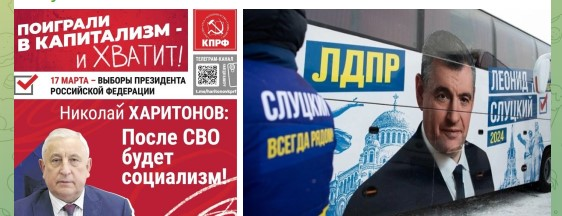 ПОИГРАЛИ
В КАПИТАЛИЗМ -
и ХВАТИТ!
КПРФ
ТЕЛЕГРАМ-КАНАЛ
17 МАРТА – ВЫБОРЫ ПРЕЗИДЕНТА
РОССИЙСКОЙ ФЕДЕРАЦИИ
Николай ХАРИТОНОВ:
После СВО
будет
социализм!
ЛДПР
СЛУЦКИЙ
ВСЕГДА РЯДОМ
ЛЕОНИД
СЛУЦКИЙ
2024